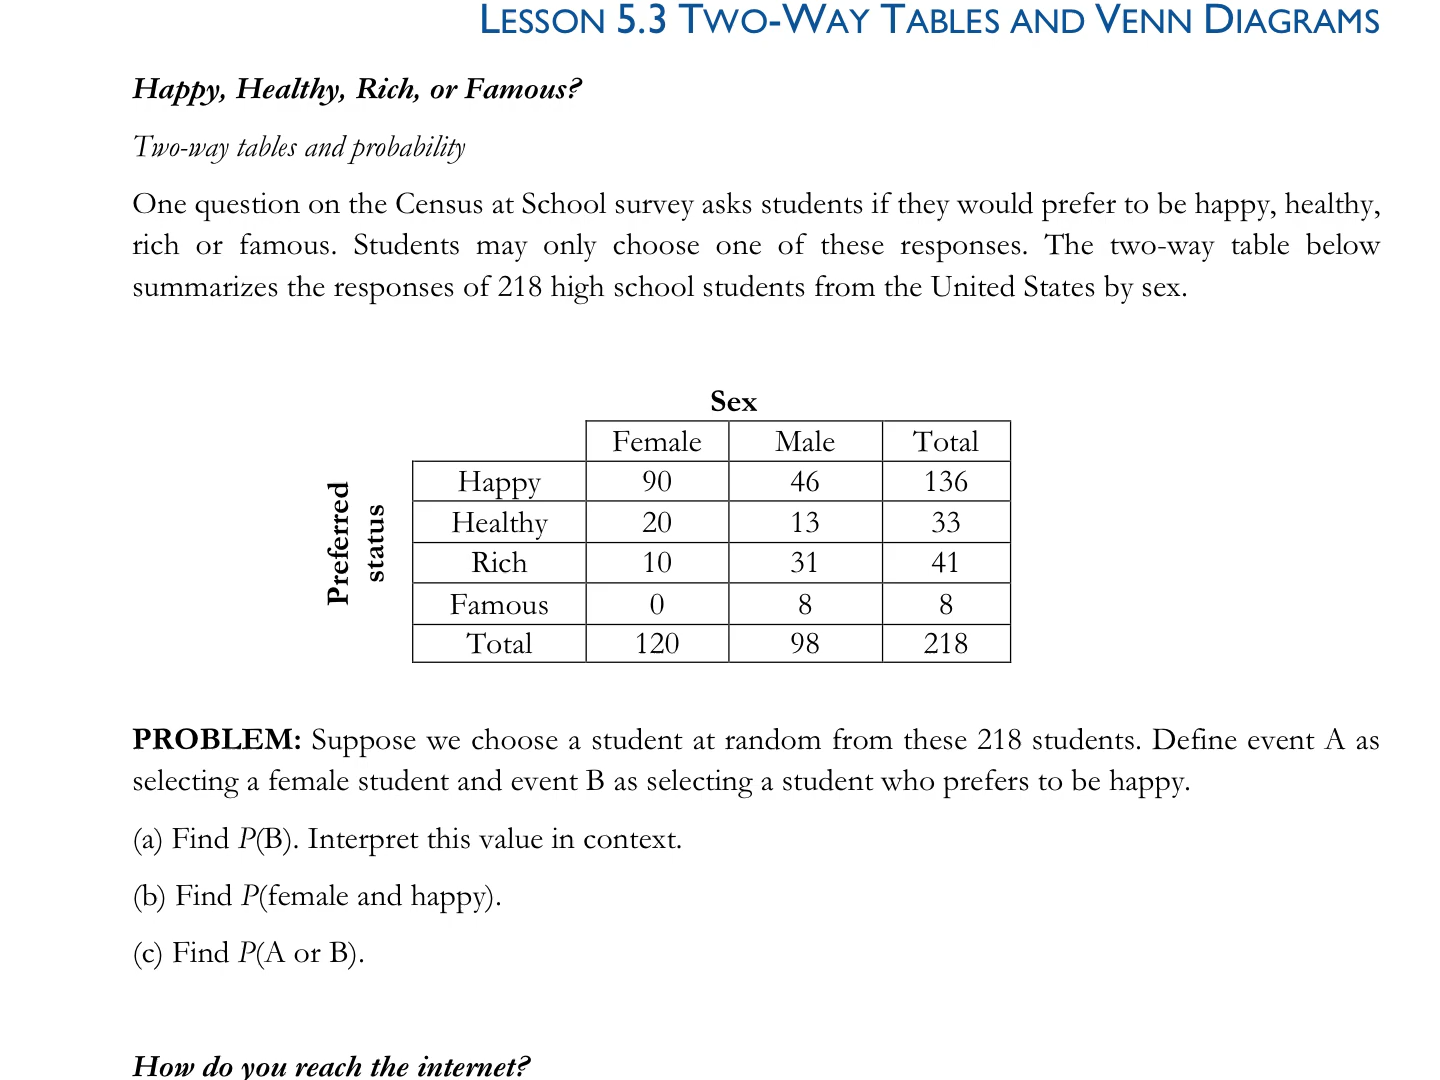 LESSON 5.3 TWO-WAY TABLES AND VENN DIAGRAMS
Happy, Healthy, Rich, or Famous?
Two-way tables and probability
One question on the Census at School survey asks students if they would prefer to be happy, healthy,
rich or famous. Students may only choose one of these responses. The two-way table below
summarizes the responses of 218 high school students from the United States by sex.
Sex
Female Male Total
Preferred
status
Happy 90 46 136
Healthy 20 13 33
Rich 10 31 41
Famous 0 8 8
Total 120 98 218
PROBLEM: Suppose we choose a student at random from these 218 students. Define event A as
selecting a female student and event B as selecting a student who prefers to be happy.
(a) Find P(B). Interpret this value in context.
(b) Find P(female and happy).
(c) Find P(A or B).
How do you reach the internet?